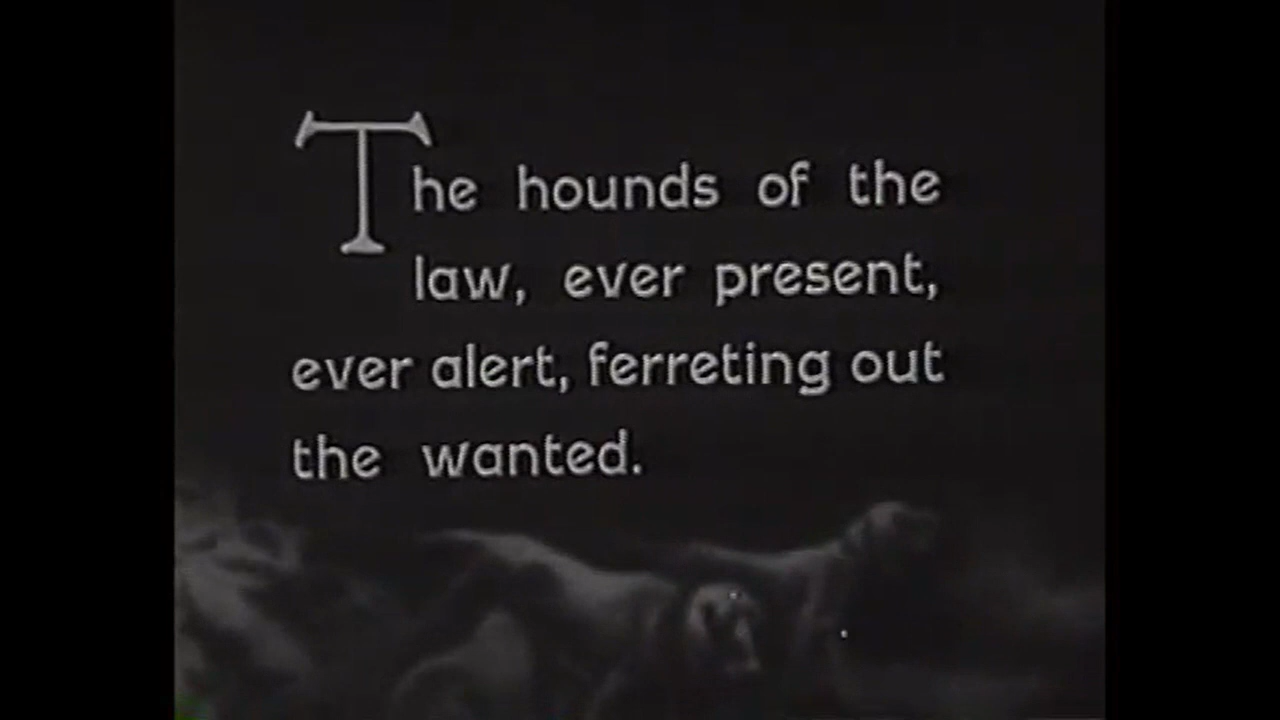 The hounds of the
law, ever present,
ever alert, ferreting out
the wanted.